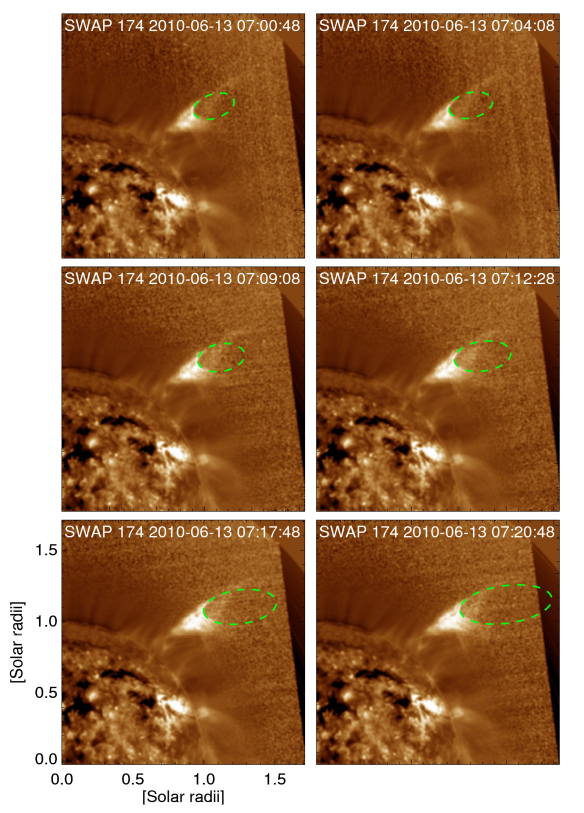 SWAP 174 2010-06-13 07:00:48
SWAP 174 2010-06-13 07:04:08
SWAP 174 2010-06-13 07:09:08
SWAP 174 2010-06-13 07:12:28
SWAP 174 2010-06-13 07:17:48
SWAP 174 2010-06-13 07:20:48
1.5
1.0
0.5
0.0
[Solar radii]
0.0 0.5 1.0 1.5
[Solar radii]